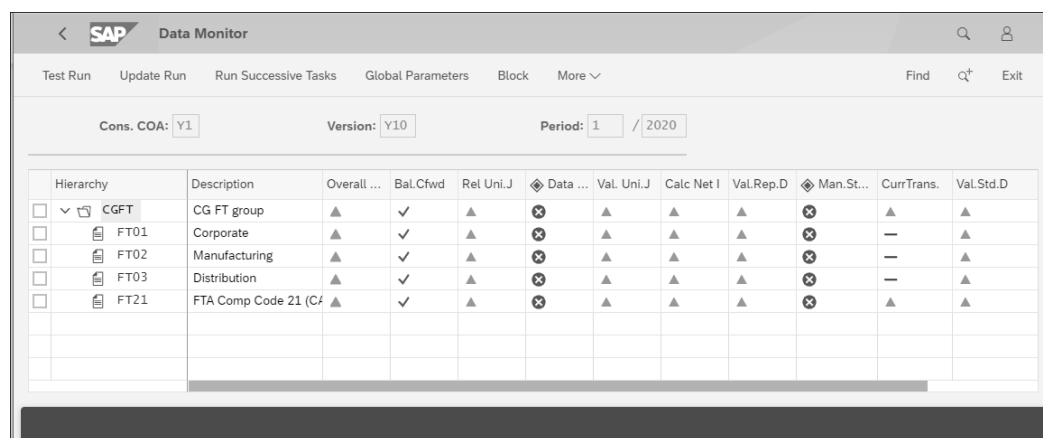 SAP Data Monitor
Test Run Update Run Run Successive Tasks Global Parameters Block More Find Exit
Cons. COA: Y1 Version: Y10 Period: 1 / 2020
Hierarchy Description Overall ... Bal.Cfwd Rel Uni.J Data ... Val. Uni.J Calc Net I Val.Rep.D Man.St... CurrTrans. Val.Std.D
CGFT CG FT group
FT01 Corporate
FT02 Manufacturing
FT03 Distribution
FT21 FTA Comp Code 21 (CA